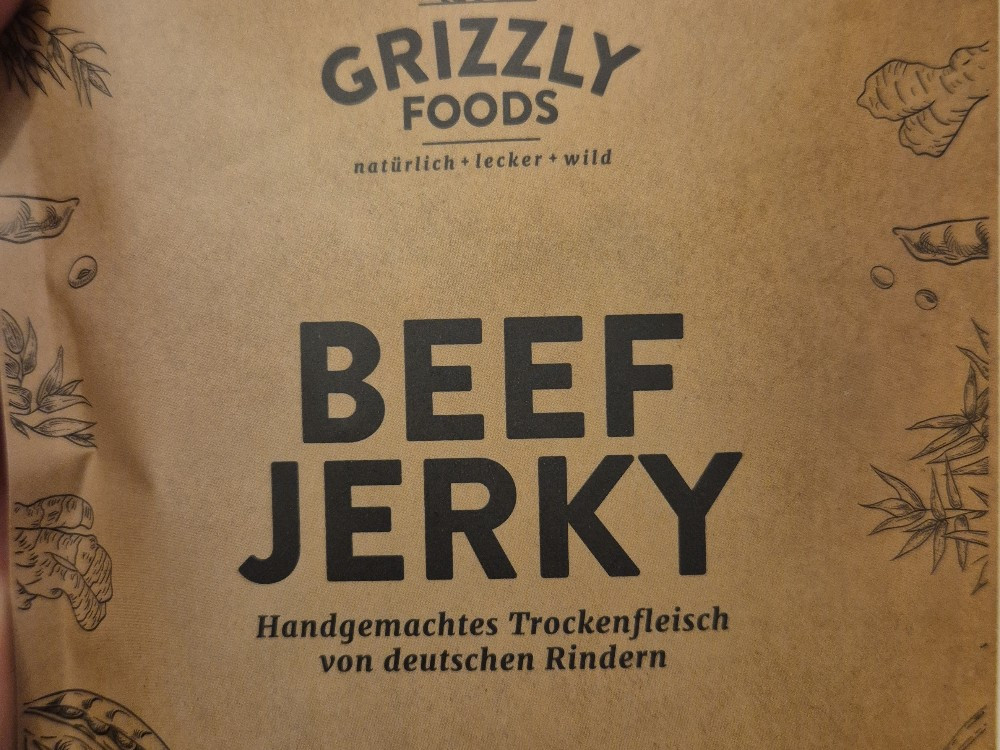 GRIZZLY
FOODS
natürlich + lecker + wild
BEEF
JERKY
Handgemachtes Trockenfleisch
von deutschen Rindern